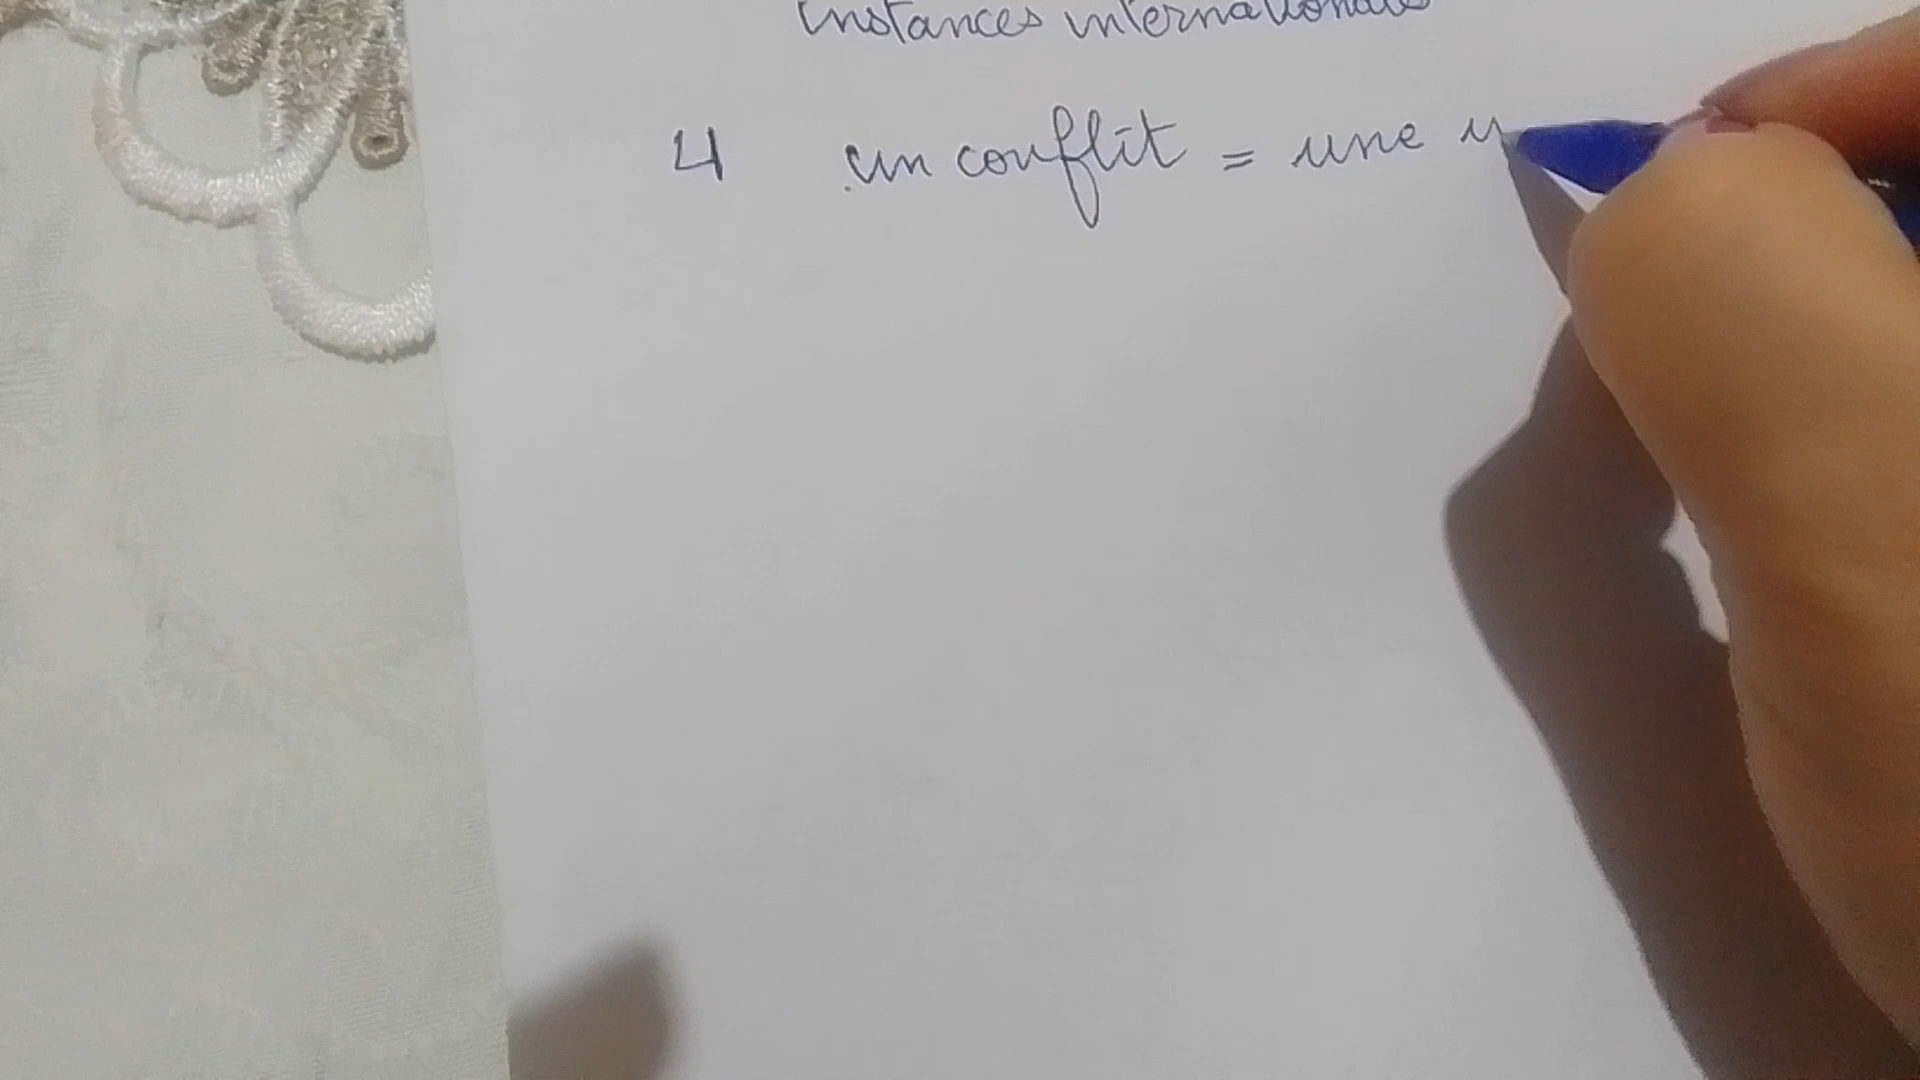 Instances internationales
4 un conflit = une